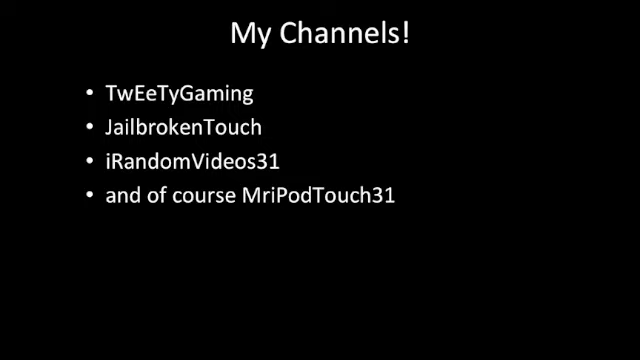 My Channels!
• TwEeTyGaming
• JailbrokenTouch
• iRandomVideos31
• and of course MriPodTouch31